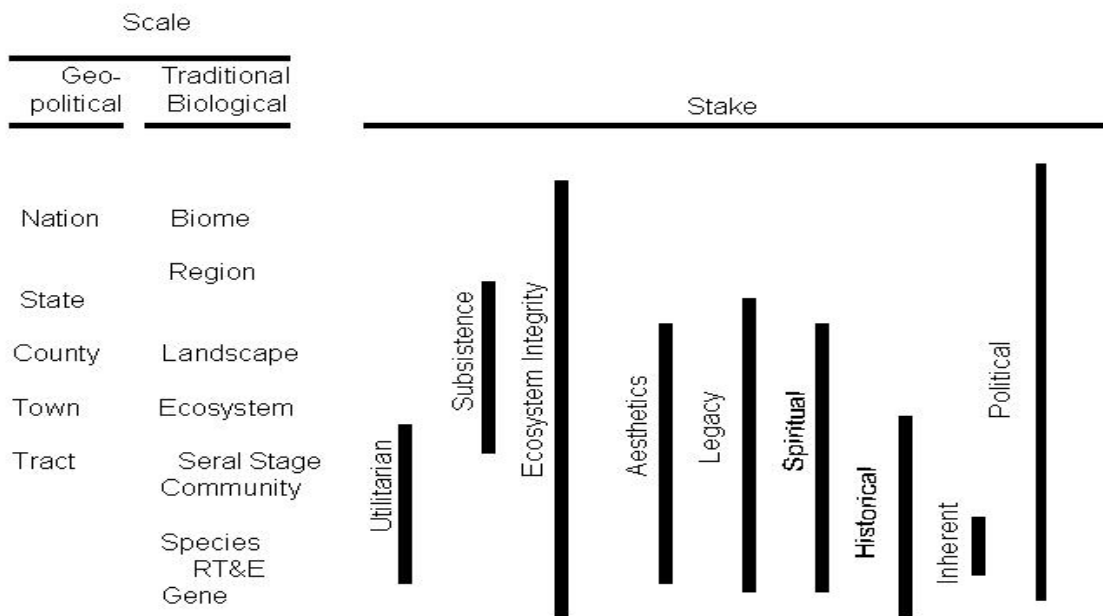 Scale
Geo-
political
Traditional
Biological
Stake
Nation
Biome
Region
State
County
Landscape
Town
Ecosystem
Tract
Seral Stage
Community
Species
RT&E
Gene
Utilitarian
Subsistence
Ecosystem Integrity
Aesthetics
Legacy
Spiritual
Historical
Inherent
Political